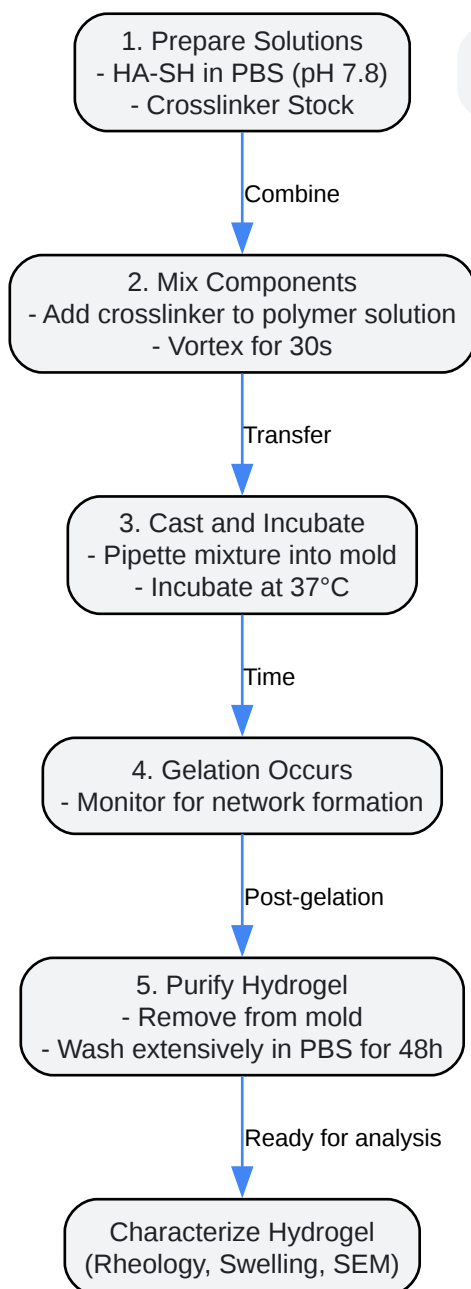 1. Prepare Solutions
- HA-SH in PBS (pH 7.8)
- Crosslinker Stock
Combine
2. Mix Components
- Add crosslinker to polymer solution
- Vortex for 30s
Transfer
3. Cast and Incubate
- Pipette mixture into mold
- Incubate at 37°C
Time
4. Gelation Occurs
- Monitor for network formation
Post-gelation
5. Purify Hydrogel
- Remove from mold
- Wash extensively in PBS for 48h
Ready for analysis
Characterize Hydrogel
(Rheology, Swelling, SEM)